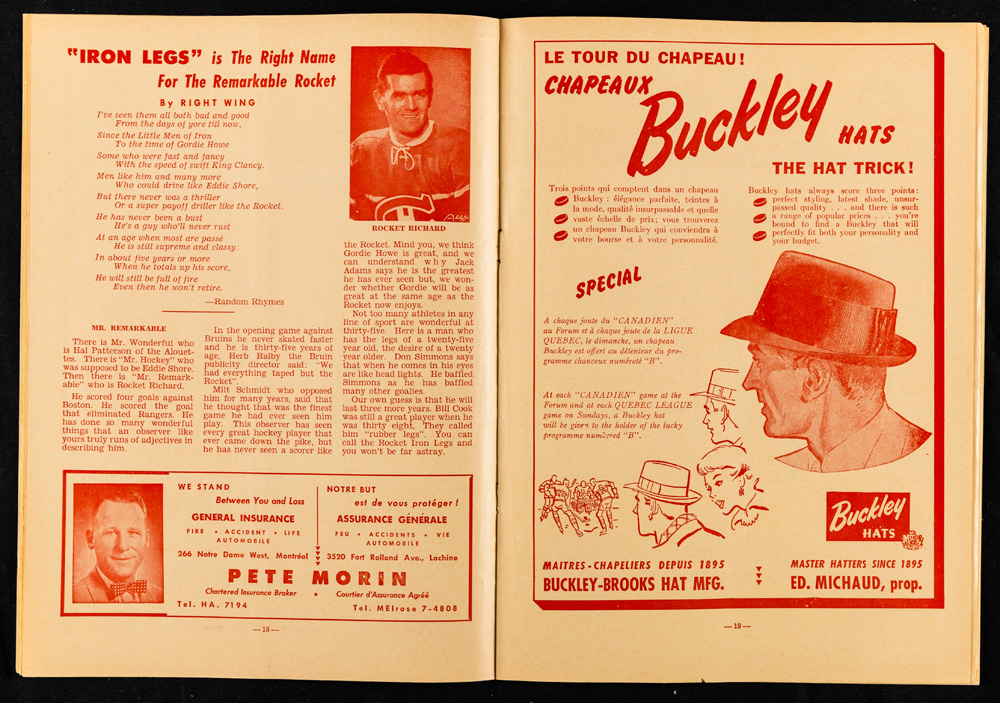 "IRON LEGS" is The Right Name
For The Remarkable Rocket
By RIGHT WING
I've seen them all both bad and good
From the days of yore till now,
Since the Little Men of Iron
To the time of Gordie Howe
Some who were fast and fancy
With the speed of swift King Clancy.
Men like him and many more
Who could drive like Eddie Shore,
But there never was a thriller
Or a super payoff driller like the Rocket.
He has never been a bust
He's a guy who'll never rust
At an age when most are passé
He is still supreme and classy.
In about five years or more
When he totals up his score,
He will still be full of fire
Even then he won't retire.
—Random Rhymes
ROCKET RICHARD
MR. REMARKABLE
There is Mr. Wonderful who
is Hal Patterson of the Alouet-
tes. There is "Mr. Hockey" who
was supposed to be Eddie Shore.
Then there is "Mr. Remark-
able" who is Rocket Richard.
He scored four goals against
Boston. He scored the goal
that eliminated Rangers. He
has done so many wonderful
things that an observer like
yours truly runs of adjectives in
describing him.
In the opening game against
Bruins he never skated faster
and he is thirty-five years of
age. Herb Ralby the Bruin
publicity director said: "We
had everything taped but the
Rocket".
Milt Schmidt who opposed
him for many years, said that
he thought that was the finest
game he had ever seen him
play. This observer has seen
every great hockey player that
ever came down the pike, but
he has never seen a scorer like
the Rocket. Mind you, we think
Gordie Howe is great, and we
can understand why Jack
Adams says he is the greatest
he has ever seen but, we won-
der whether Gordie will be as
great at the same age as the
Rocket now enjoys.
Not too many athletes in any
line of sport are wonderful at
thirty-five. Here is a man who
has the legs of a twenty-five
year old, the desire of a twenty
year older. Don Simmons says
that when he comes in his eyes
are like head lights. He baffled
Simmons as he has baffled
many other goalies.
Our own guess is that he will
last three more years. Bill Cook
was still a great player when he
was thirty eight. They called
him "rubber legs". You can
call the Rocket Iron Legs and
you won't be far astray.
WE STAND
Between You and Loss
GENERAL INSURANCE
FIRE • ACCIDENT • LIFE
AUTOMOBILE
266 Notre Dame West, Montréal
NOTRE BUT
est de vous protéger!
ASSURANCE GÉNÉRALE
FEU • ACCIDENTS • VIE
AUTOMOBILE
3520 Fort Rolland Ave., Lachine
PETE MORIN
Chartered Insurance Broker • Courtier d'Assurance Agréé
Tel. HA. 7194
Tel. MElrose 7-4808
—18—
LE TOUR DU CHAPEAU!
CHAPEAUX
Buckley
HATS
THE HAT TRICK!
Trois points qui comptent dans un chapeau
Buckley : élégance parfaite, teintes à
la mode, qualité insurpassable et quelle
vaste échelle de prix; vous trouverez
un chapeau Buckley qui conviendra à
votre bourse et à votre personnalité.
Buckley hats always score three points:
perfect styling, latest shade, unsur-
passed quality . . . and there is such
a range of popular prices . . . you're
bound to find a Buckley that will
perfectly fit both your personality and
your budget.
SPECIAL
A chaque joute du "CANADIEN"
au Forum et à chaque joute de la LIGUE
QUEBEC, le dimanche, un chapeau
Buckley est offert au détenteur du pro-
gramme chanceux numéroté "B".
At each "CANADIEN" game at the
Forum and at each QUEBEC LEAGUE
game on Sundays, a Buckley hat
will be given to the holder of the lucky
programme numbered "B".
Buckley
HATS
MAITRES-CHAPELIERS DEPUIS 1895
BUCKLEY-BROOKS HAT MFG.
MASTER HATTERS SINCE 1895
ED. MICHAUD, prop.
—19—